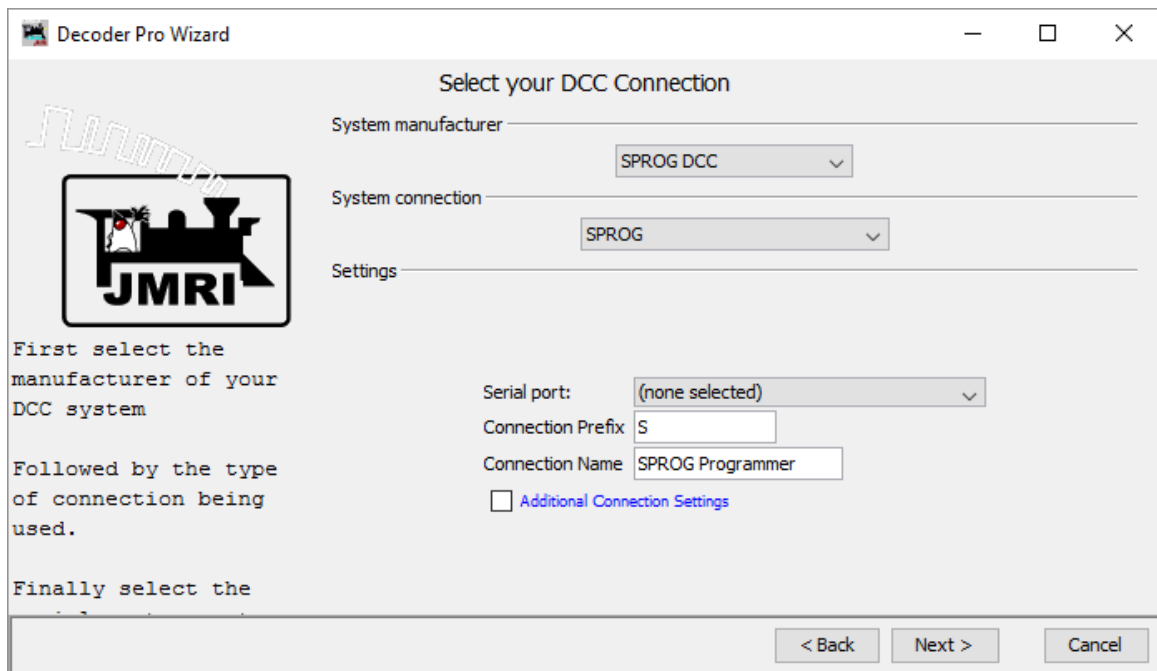 Decoder Pro Wizard
Select your DCC Connection
System manufacturer
SPROG DCC
System connection
SPROG
Settings
JMRI
First select the
manufacturer of your
DCC system
Followed by the type
of connection being
used.
Finally select the
Serial port: (none selected)
Connection Prefix S
Connection Name SPROG Programmer
Additional Connection Settings
< Back Next > Cancel